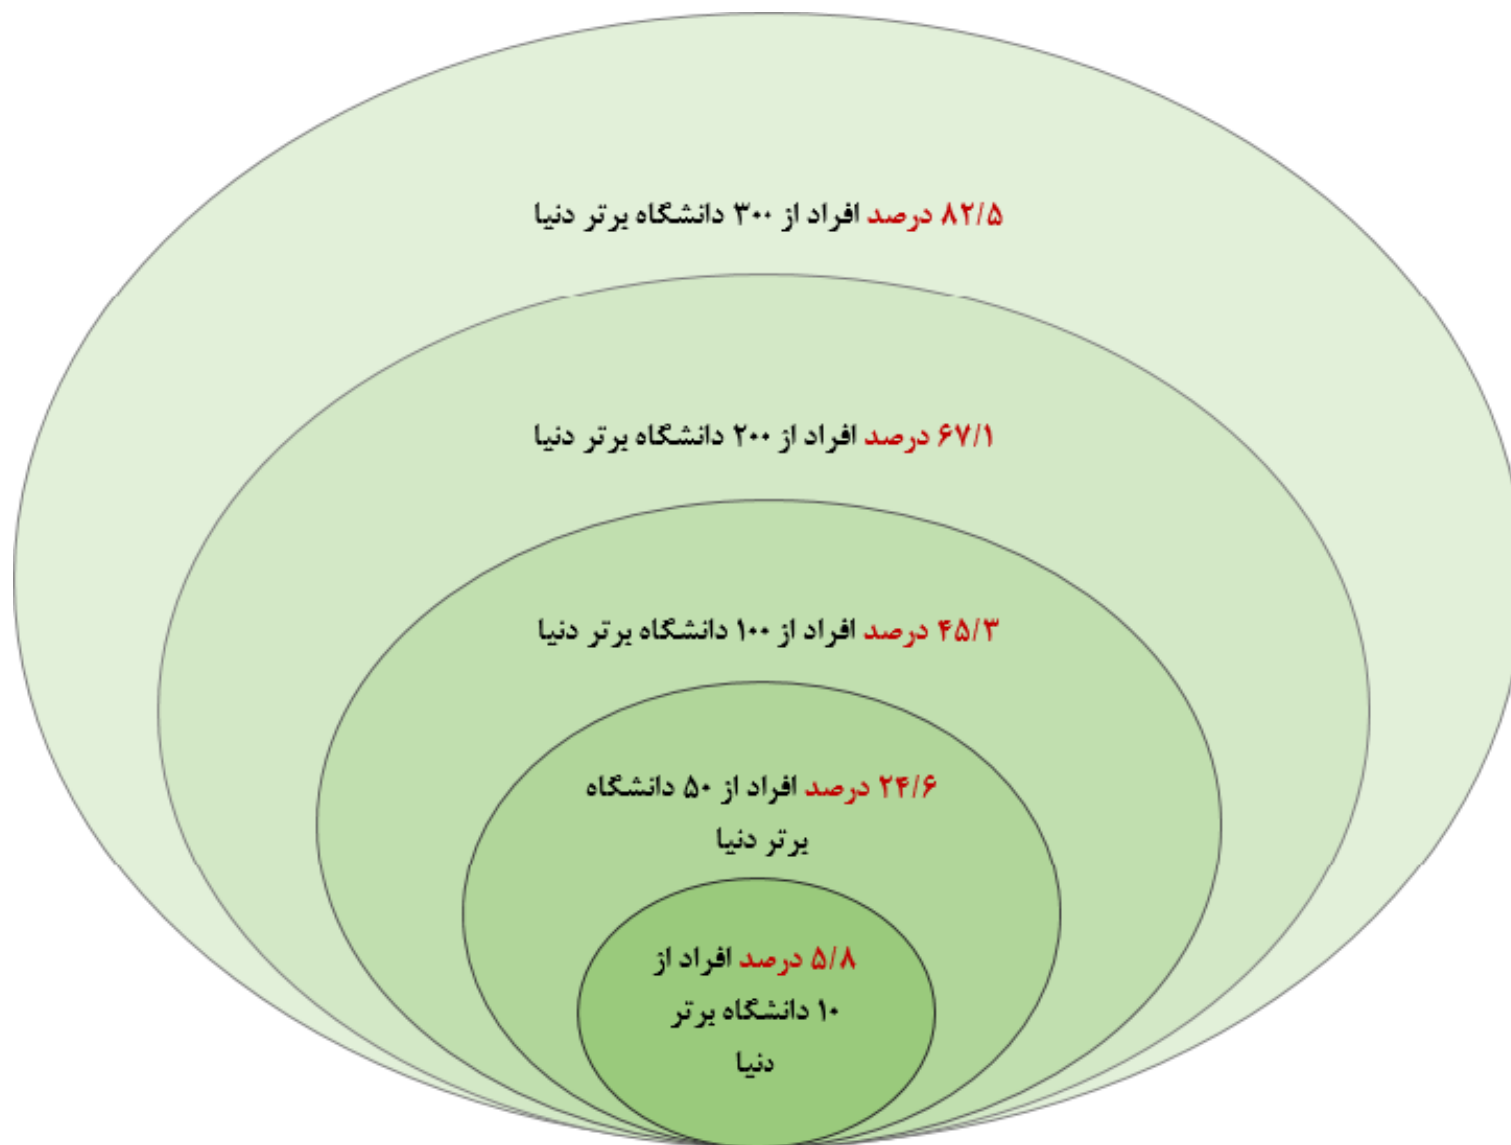 ۸۲/۵ درصد افراد از ۳۰۰ دانشگاه برتر دنیا
۶۷/۱ درصد افراد از ۲۰۰ دانشگاه برتر دنیا
۴۵/۳ درصد افراد از ۱۰۰ دانشگاه برتر دنیا
۲۴/۶ درصد افراد از ۵۰ دانشگاه
برتر دنیا
۵/۸ درصد افراد از
۱۰ دانشگاه برتر
دنیا